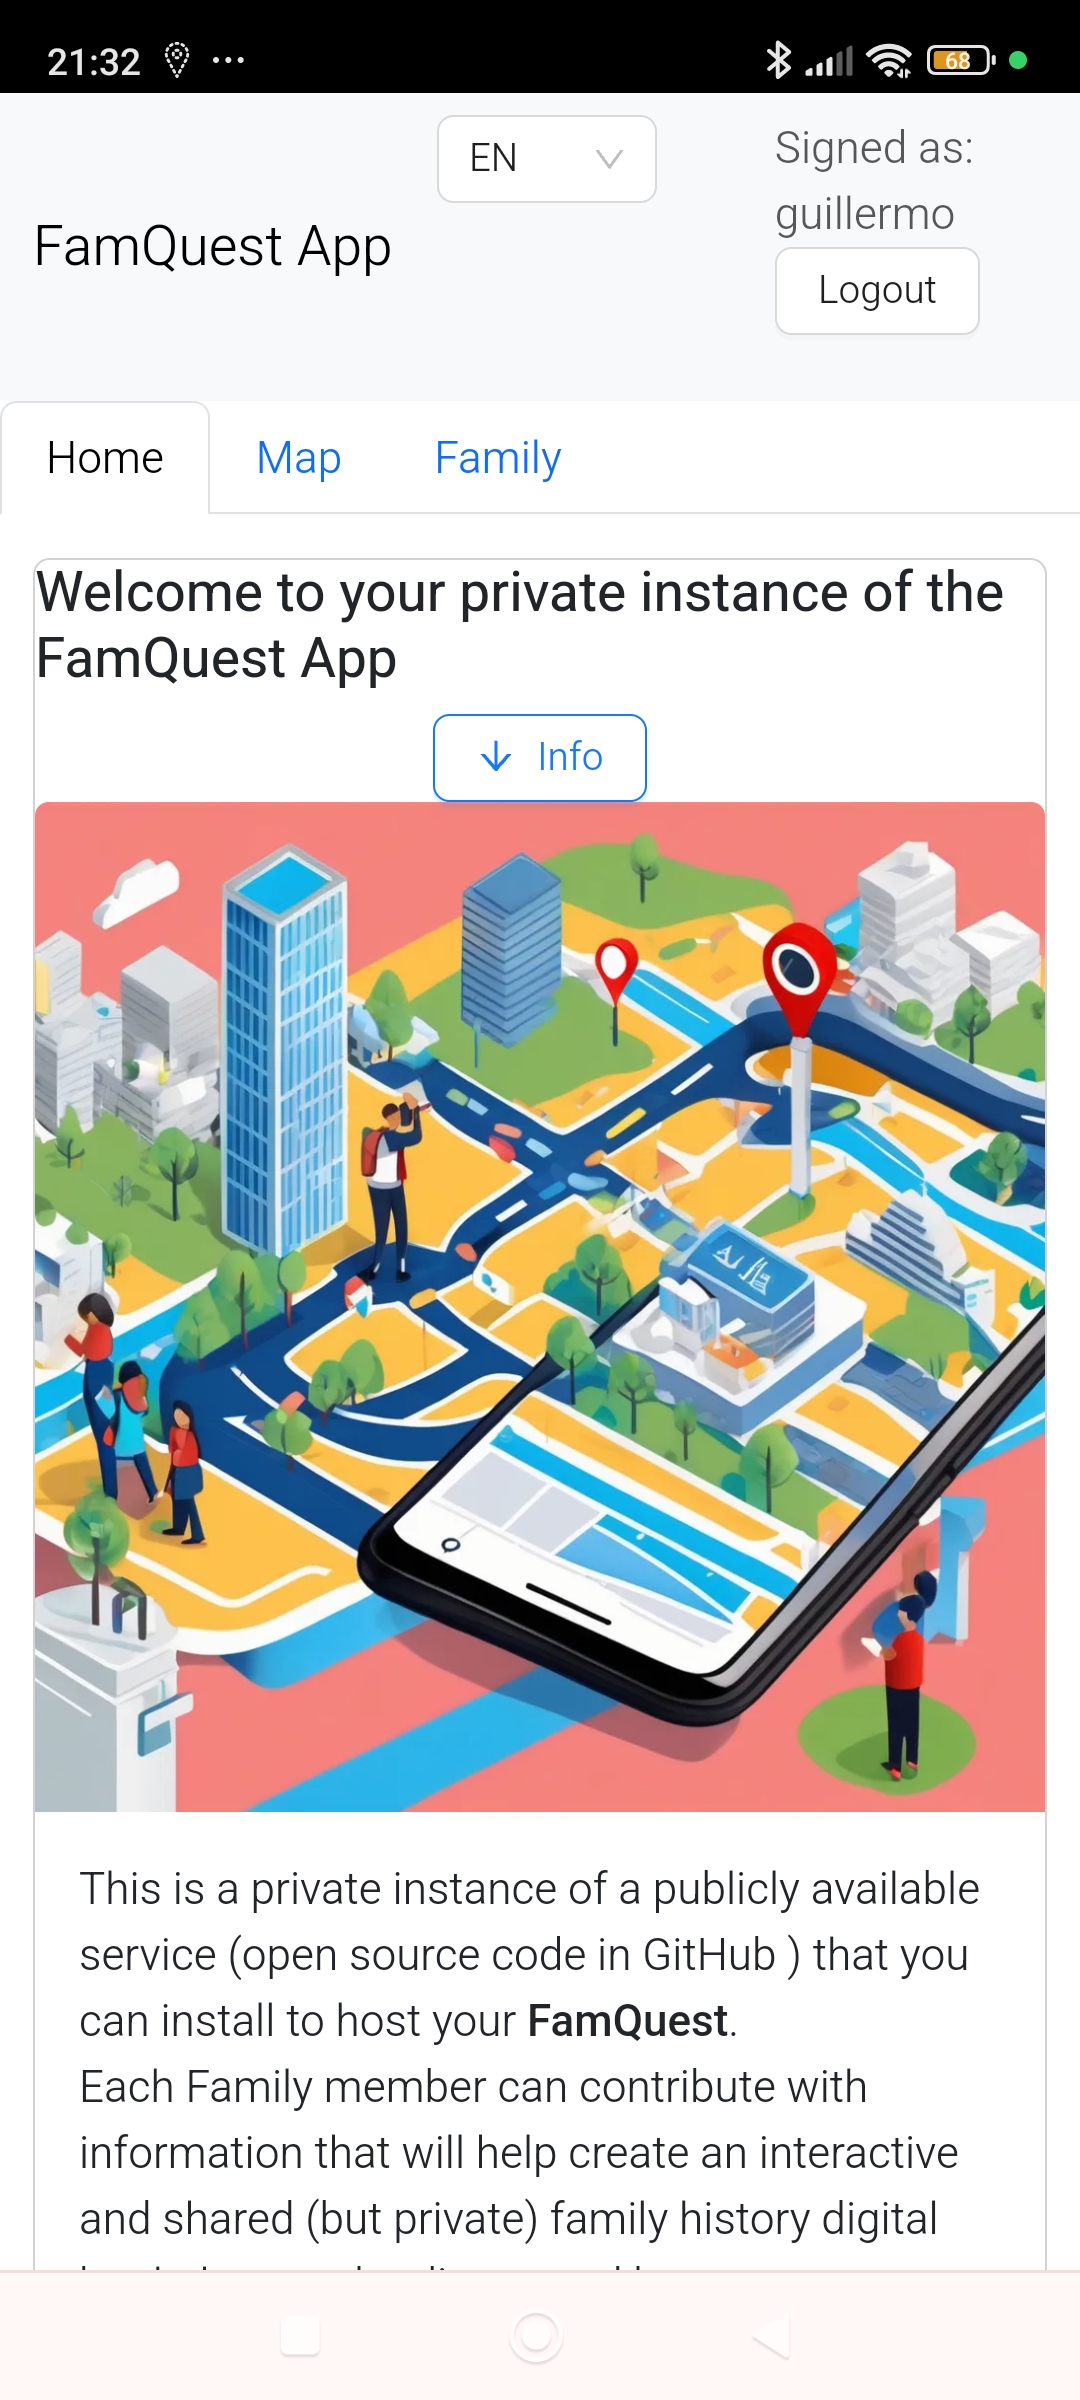 21:32
68
EN
Signed as:
guillermo
FamQuest App
Logout
Home Map Family
Welcome to your private instance of the
FamQuest App
Info
This is a private instance of a publicly available
service (open source code in GitHub ) that you
can install to host your FamQuest.
Each Family member can contribute with
information that will help create an interactive
and shared (but private) family history digital